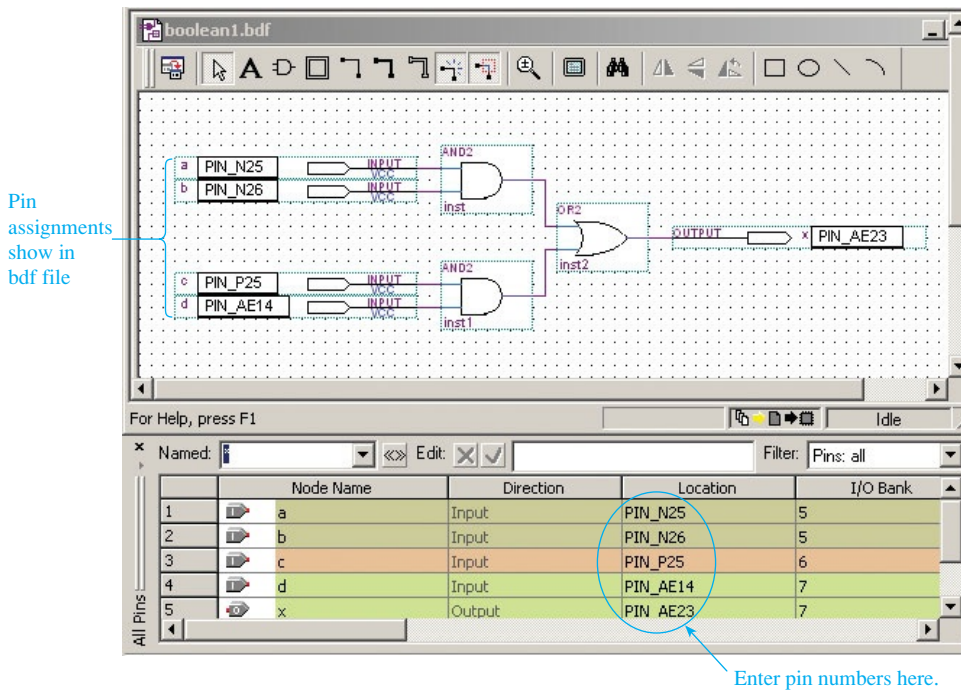 boolean1.bdf
A
AND2
a PIN_N25 INPUT VCC
b PIN_N26 INPUT VCC
inst
Pin
assignments
show in
bdf file
OR2
OUTPUT x PIN_AE23
inst2
AND2
c PIN_P25 INPUT VCC
d PIN_AE14 INPUT VCC
inst1
For Help, press F1 Idle
Named: * Edit: Filter: Pins: all
Node Name Direction Location I/O Bank
1 a Input PIN_N25 5
2 b Input PIN_N26 5
3 c Input PIN_P25 6
4 d Input PIN_AE14 7
5 x Output PIN_AE23 7
All Pins
Enter pin numbers here.